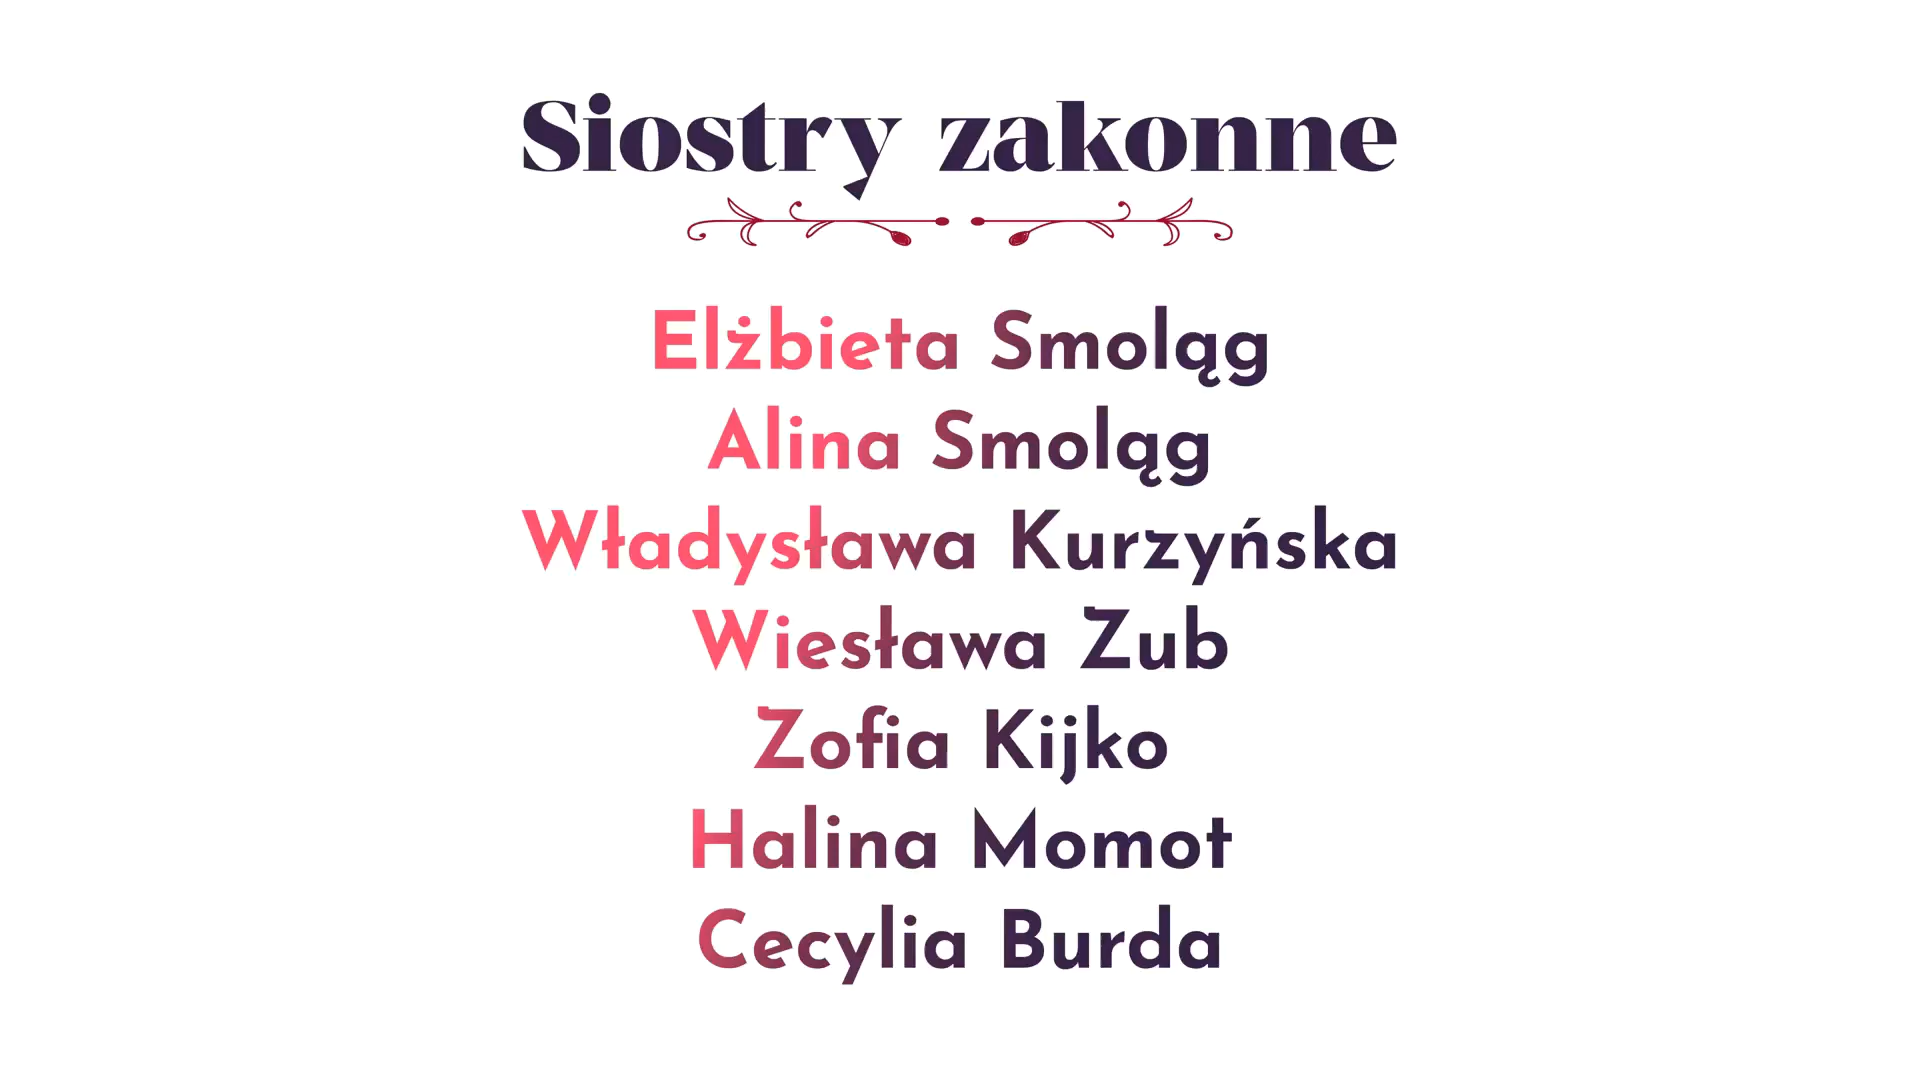 Siostry zakonne
Elżbieta Smoląg
Alina Smoląg
Władysława Kurzyńska
Wiesława Zub
Zofia Kijko
Halina Momot
Cecylia Burda